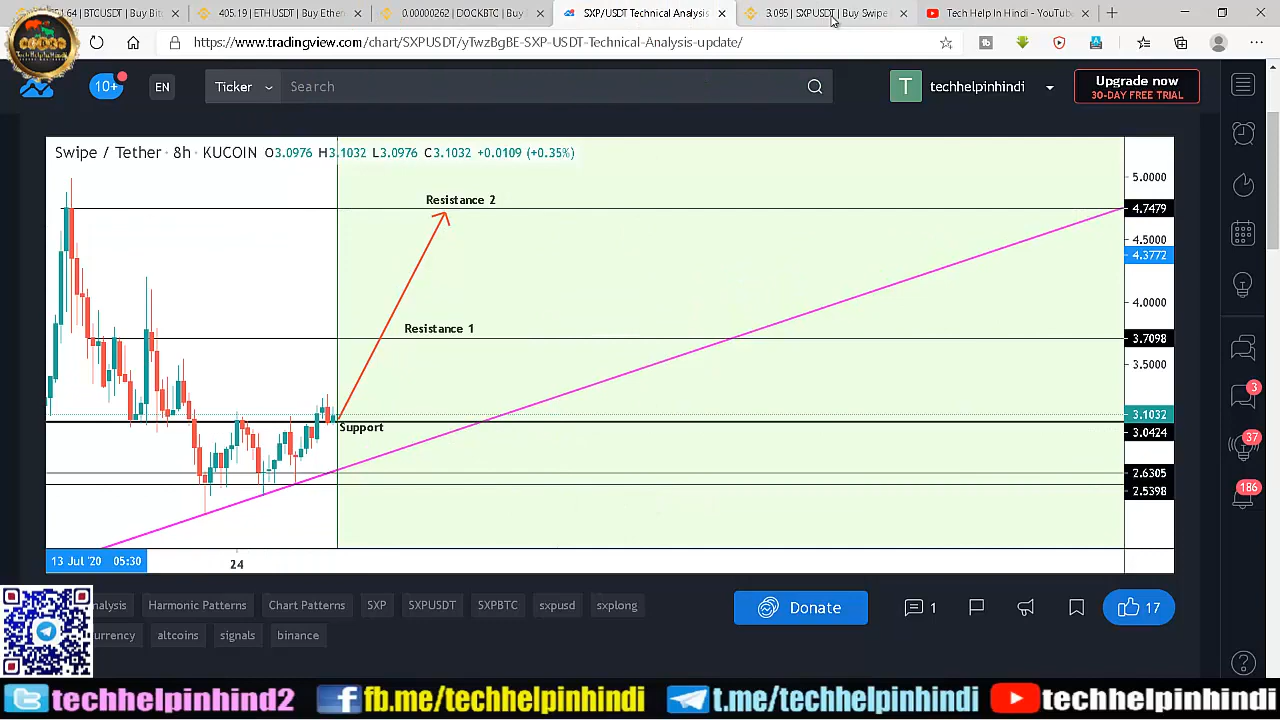 1.64 | BTCUSDT | Buy Bit
405.19 | ETHUSDT | Buy Ether
0.00000262
USDT | Buy
SXP/USDT Technical Analysis
3.095 | SXPUSDT | Buy Swipe
Tech Help In Hindi - YouTube
https://www.tradingview.com/chart/SXPUSDT/
BgBE-SXP-USDT-Technical-Analysis-update/
10+
EN
Ticker
Search
T
techhelpinhindi
Upgrade now
30-DAY FREE TRIAL
Swipe / Tether · 8h · KUCOIN O3.0976 H3.1032 L3.0976 C3.1032 +0.0109 (+0.35%)
5.0000
Resistance 2
4.7479
4.5000
4.3772
4.0000
Resistance 1
3.7098
3.5000
3.1032
Support
3.0424
2.6305
2.5398
13 Jul '20 05:30
24
3
37
186
nalysis
Harmonic Patterns
Chart Patterns
SXP
SXPUSDT
SXPBTC
sxpusd
sxplong
Donate
1
17
currency
altcoins
signals
binance
techhelpinhindi2
fb.me/techhelpinhindi
t.me/techhelpinhindi
techhelpinhindi